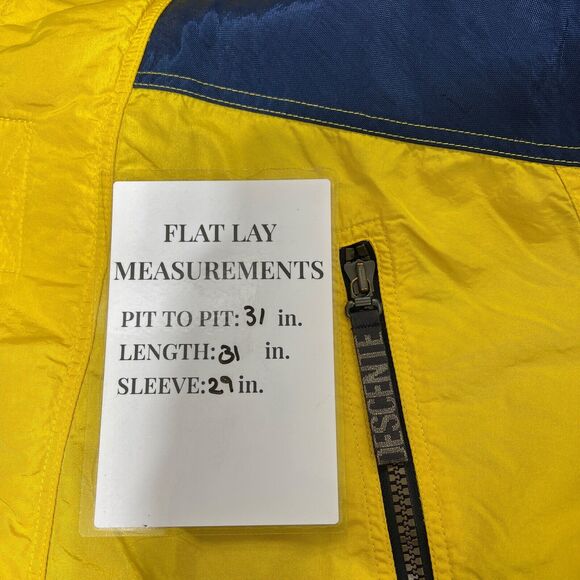 FLAT LAY
MEASUREMENTS
PIT TO PIT: 31 in.
LENGTH: 31 in.
SLEEVE: 29 in.
DESCENTE